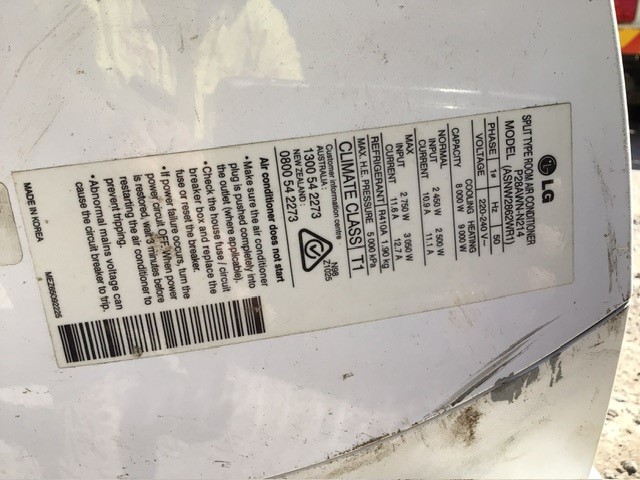 LG
SPLIT TYPE ROOM AIR CONDITIONER
MODEL P28AWN-N214
(ASNW2862WR1)
PHASE 1ø Hz 50
VOLTAGE 220-240 V~
COOLING HEATING
CAPACITY 8 000 W 9 000 W
NORMAL
INPUT 2 450 W 2 500 W
CURRENT 10.9 A 11.1 A
MAX
INPUT 2 750 W 3 050 W
CURRENT 11.6 A 12.7 A
REFRIGERANT R410A 1.90 kg
MAX. H.E. PRESSURE 5 000 kPa
CLIMATE CLASS T1
Customer information centre
AUSTRALIA :
1300 54 2273
NEW ZEALAND :
0800 54 2273
N98
Z1025
Air conditioner does not start
• Make sure the air conditioner
plug is pushed completely into
the outlet (where applicable)
• Check the house fuse / circuit
breaker box and replace the
fuse or reset the breaker.
• If power failure occurs, turn the
power circuit OFF. When power
is restored, wait 3 minutes before
restarting the air conditioner to
prevent tripping.
• Abnormal mains voltage can
cause the circuit breaker to trip.
MADE IN KOREA